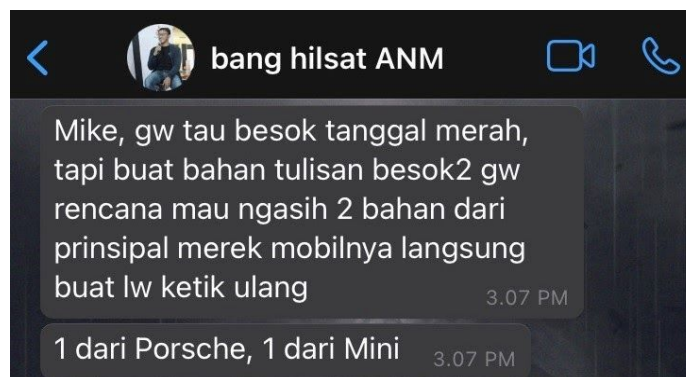 bang hilsat ANM
Mike, gw tau besok tanggal merah,
tapi buat bahan tulisan besok2 gw
rencana mau ngasih 2 bahan dari
prinsipal merek mobilnya langsung
buat lw ketik ulang
3.07 PM
1 dari Porsche, 1 dari Mini
3.07 PM